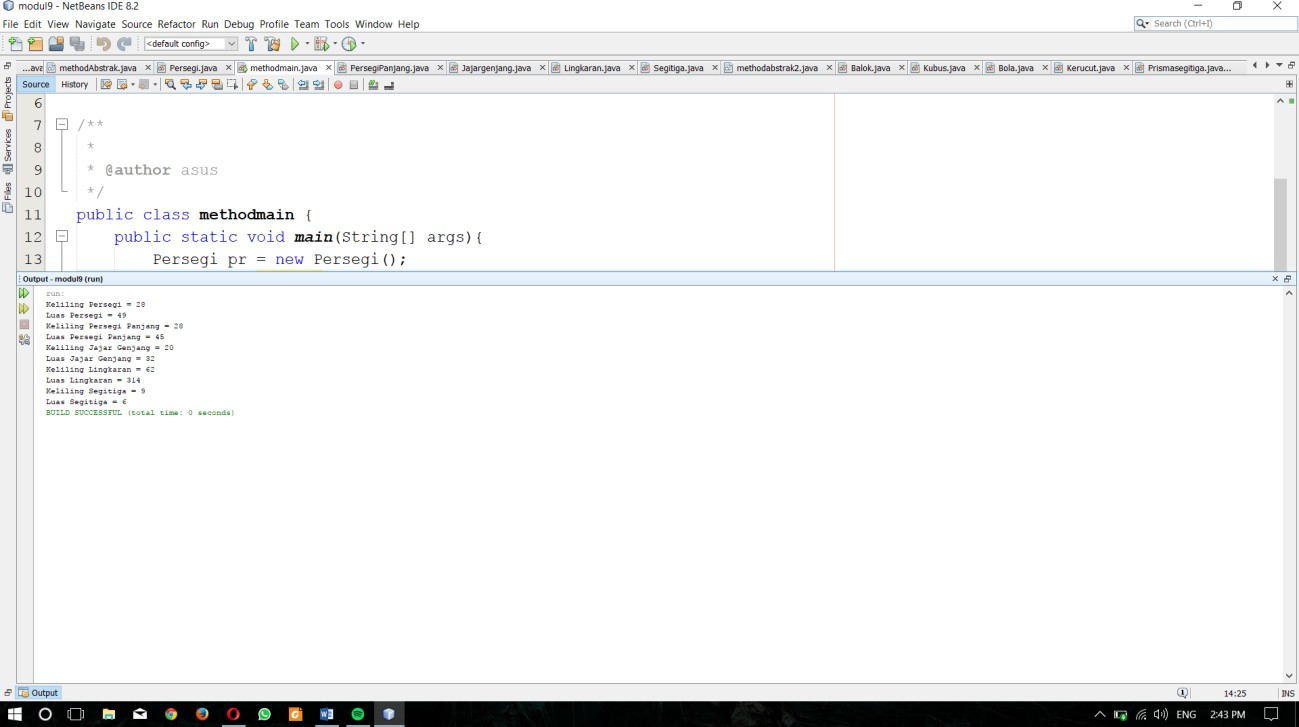 modul9 - NetBeans IDE 8.2
File Edit View Navigate Source Refactor Run Debug Profile Team Tools Window Help
Search (Ctrl+I)
<default config>
...ava methodAbstrak.java Persegi.java methodmain.java PersegiPanjang.java Jajargenjang.java Lingkaran.java Segitiga.java methodabstrak2.java Balok.java Kubus.java Bola.java Kerucut.java Prismasegitiga.java...
Source History
Projects
Services
Files
6
7 /**
8 *
9 * @author asus
10 */
11 public class methodmain {
12 public static void main(String[] args){
13 Persegi pr = new Persegi();
Output - modul9 (run)
run:
Keliling Persegi = 28
Luas Persegi = 49
Keliling Persegi Panjang = 28
Luas Persegi Panjang = 45
Keliling Jajar Genjang = 20
Luas Jajar Genjang = 32
Keliling Lingkaran = 62
Luas Lingkaran = 314
Keliling Segitiga = 9
Luas Segitiga = 6
BUILD SUCCESSFUL (total time: 0 seconds)
Output
14:25 INS
ENG 2:43 PM